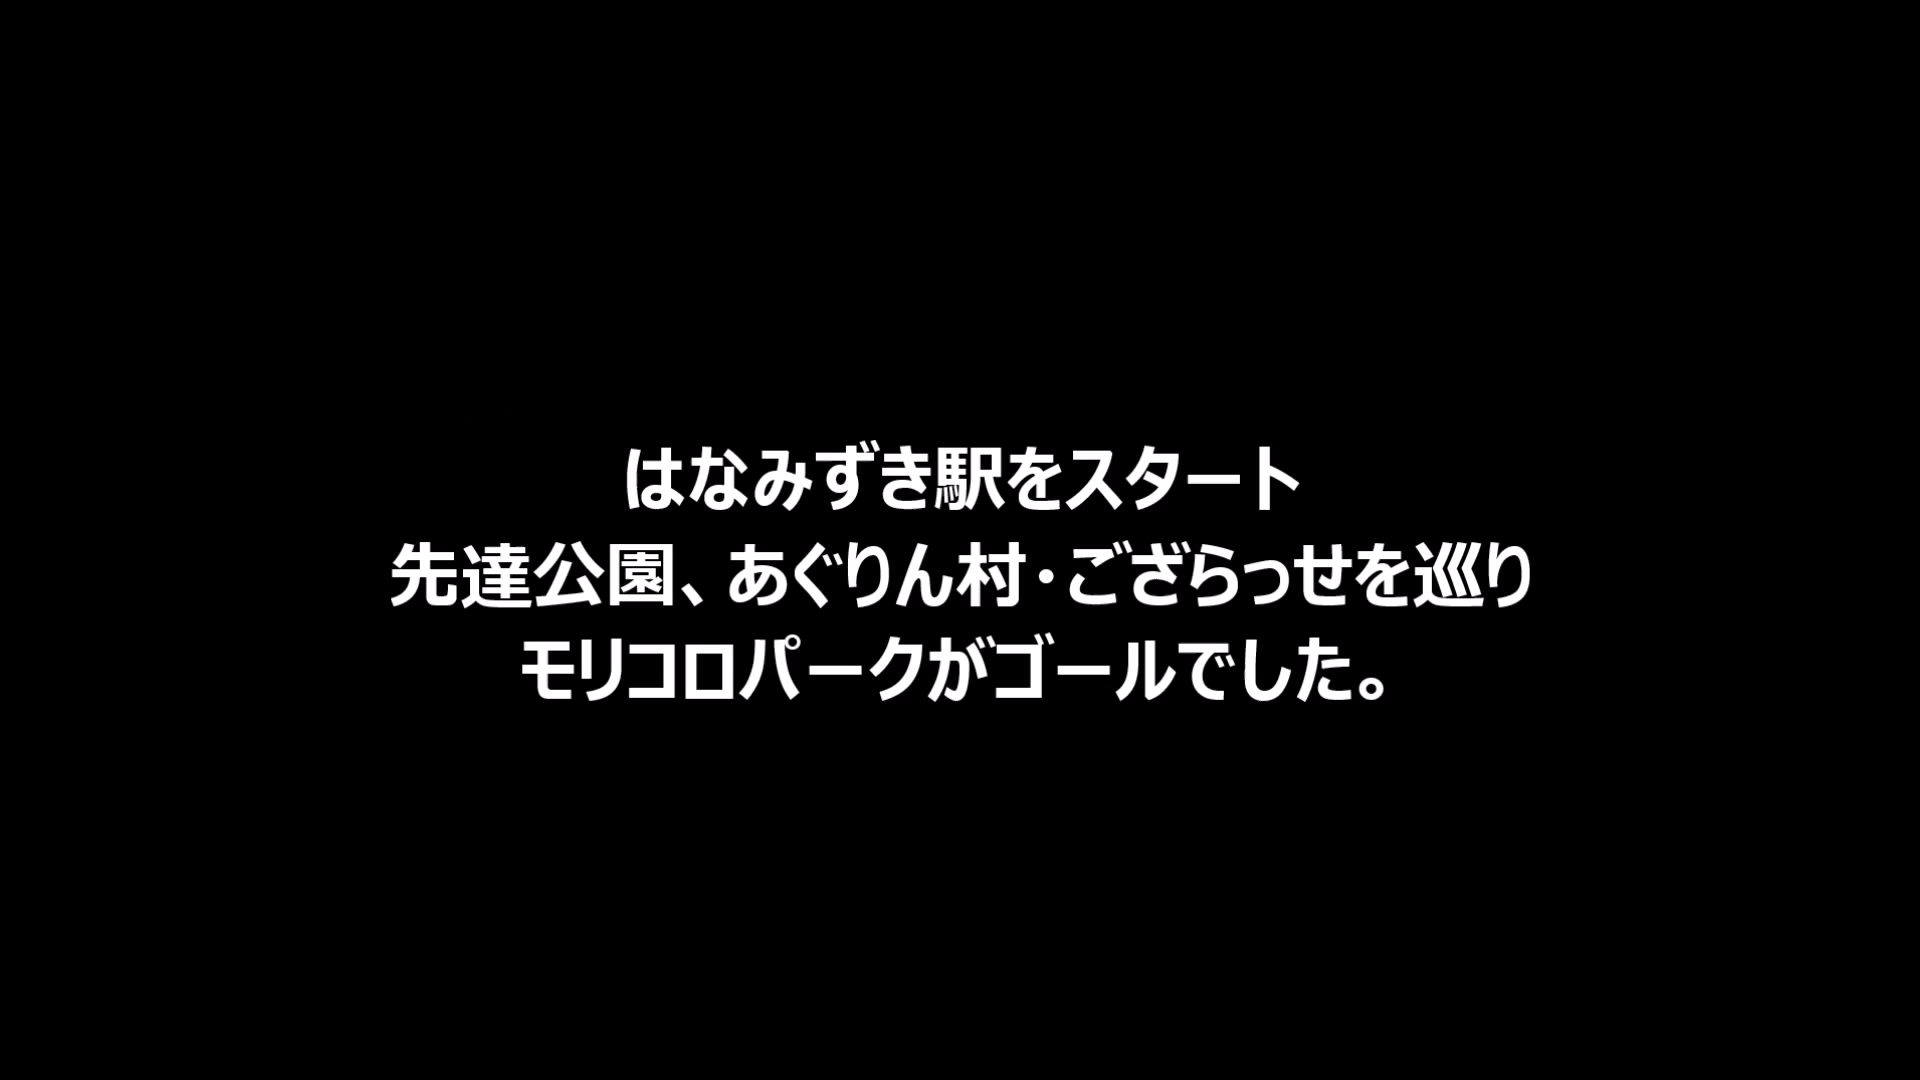 はなみずき駅をスタート
先達公園、あぐりん村・ござらっせを巡り
モリコロパークがゴールでした。